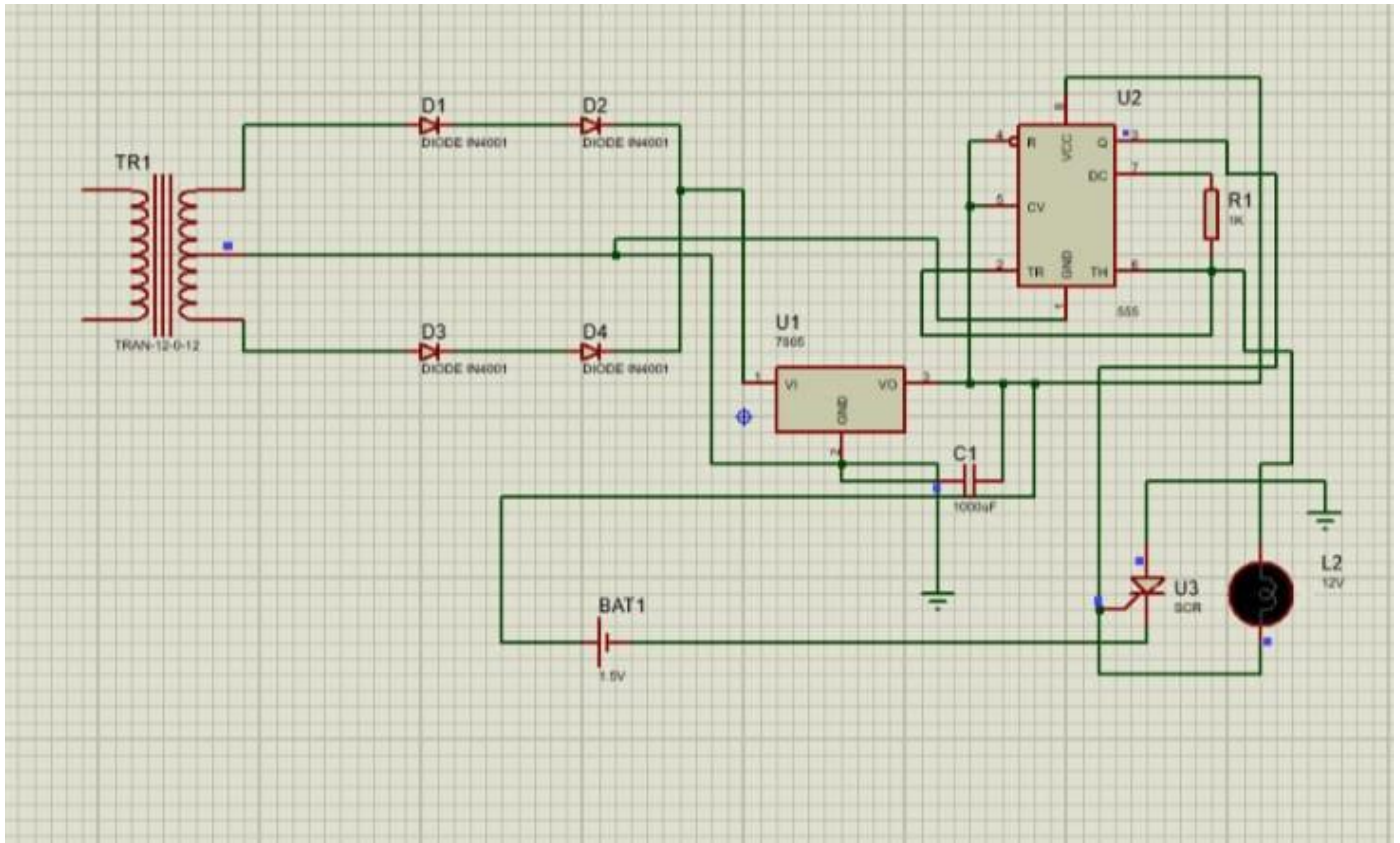 TR1
TRAN-12-0-12
D1
DIODE IN4001
D2
DIODE IN4001
D3
DIODE IN4001
D4
DIODE IN4001
U1
7805
1
VI
VO
3
GND
2
C1
1000uF
BAT1
1.5V
U2
8
VCC
4
R
Q
3
DC
7
5
CV
2
TR
GND
TH
6
1
555
R1
1K
U3
SCR
L2
12V